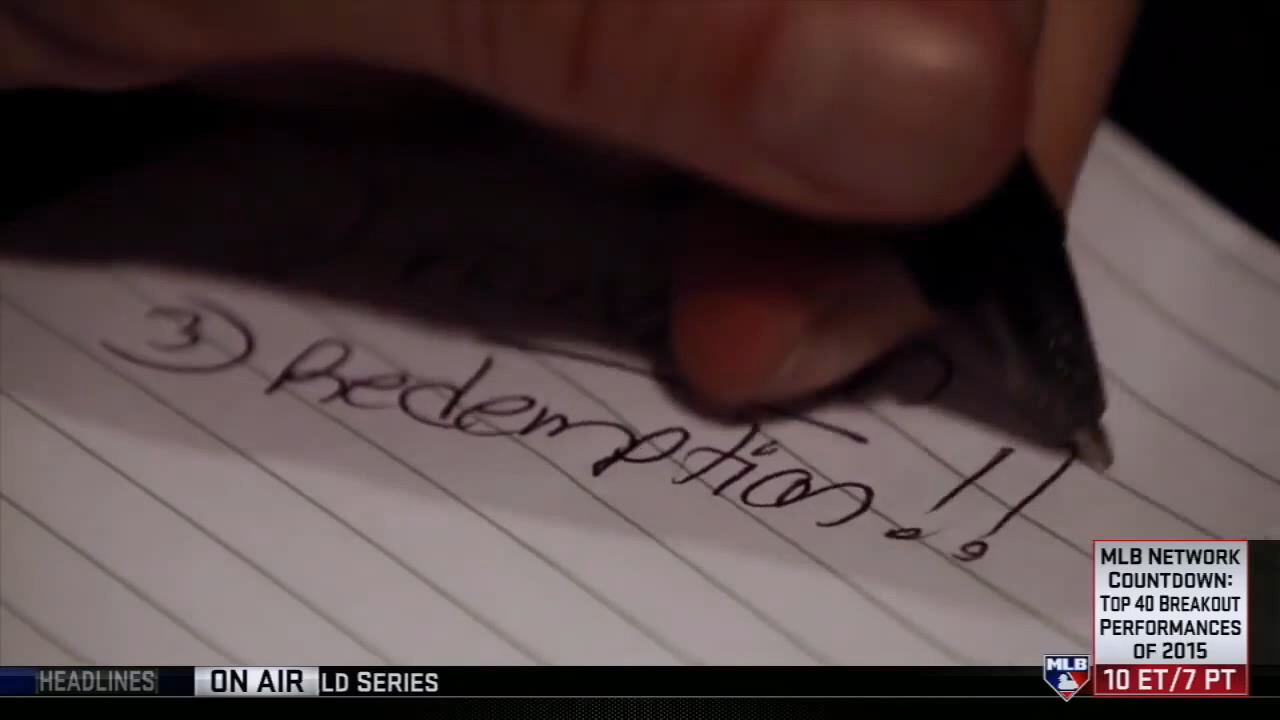 ③ Redemption!!
MLB NETWORK
COUNTDOWN:
TOP 40 BREAKOUT
PERFORMANCES
OF 2015
10 ET/7 PT
MLB
HEADLINES ON AIR LD SERIES